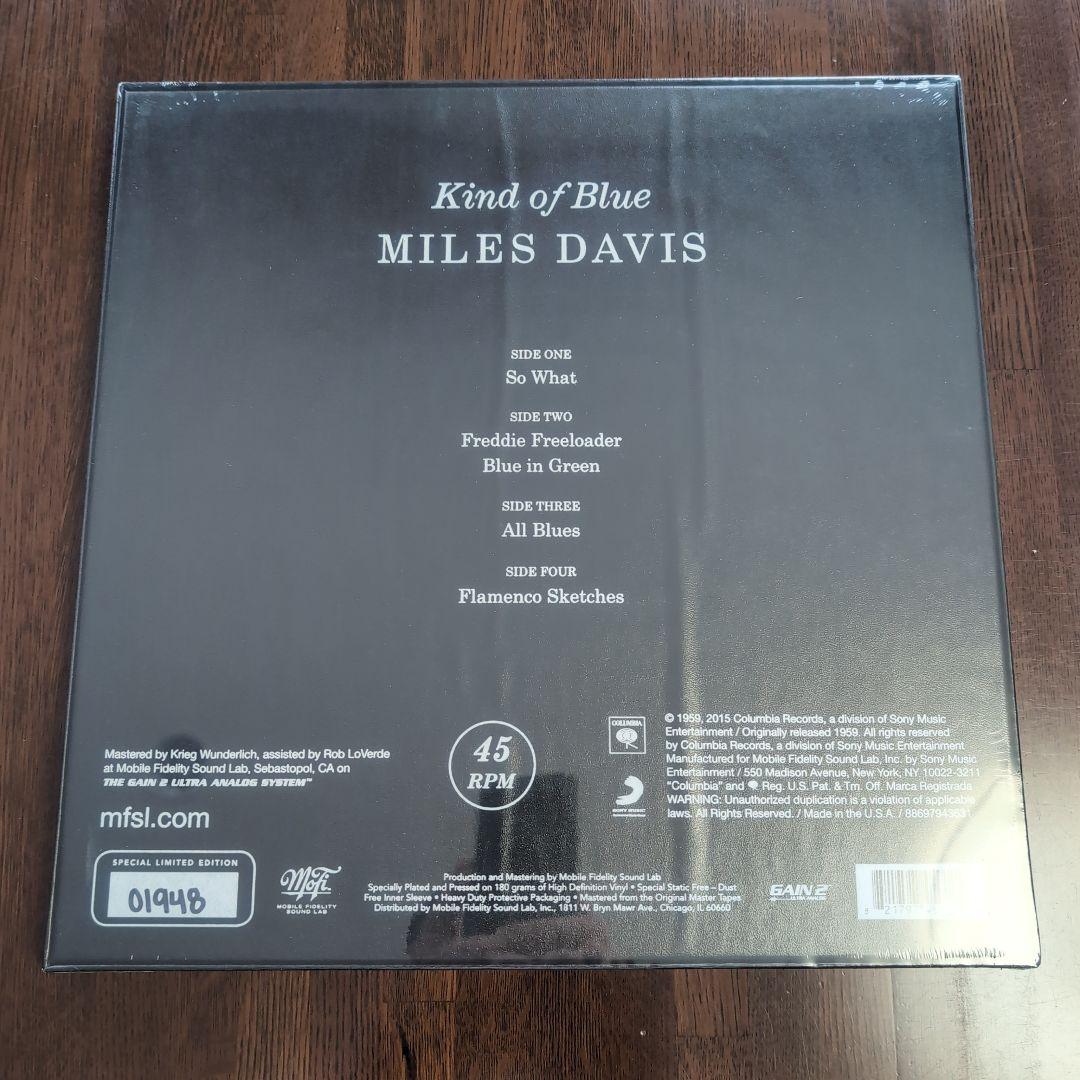 Kind of Blue
MILES DAVIS
SIDE ONE
So What
SIDE TWO
Freddie Freeloader
Blue in Green
SIDE THREE
All Blues
SIDE FOUR
Flamenco Sketches
Mastered by Krieg Wunderlich, assisted by Rob LoVerde
at Mobile Fidelity Sound Lab, Sebastopol, CA on
THE GAIN 2 ULTRA ANALOG SYSTEM™
mfsl.com
45
RPM
COLUMBIA
SONY MUSIC
© 1959, 2015 Columbia Records, a division of Sony Music
Entertainment / Originally released 1959. All rights reserved
by Columbia Records, a division of Sony Music Entertainment
Manufactured for Mobile Fidelity Sound Lab, Inc. by Sony Music
Entertainment / 550 Madison Avenue, New York, NY 10022-3211
"Columbia" and Reg. U.S. Pat. & Tm. Off. Marca Registrada
WARNING: Unauthorized duplication is a violation of applicable
laws. All Rights Reserved. / Made in the U.S.A. /
SPECIAL LIMITED EDITION
01948
MoFi
MOBILE FIDELITY
SOUND LAB
Production and Mastering by Mobile Fidelity Sound Lab
Specially Plated and Pressed on 180 grams of High Definition Vinyl • Special Static Free – Dust
Free Inner Sleeve • Heavy Duty Protective Packaging • Mastered from the Original Master Tapes
Distributed by Mobile Fidelity Sound Lab, Inc., 1811 W. Bryn Mawr Ave., Chicago, IL 60660
GAIN 2™
ULTRA ANALOG